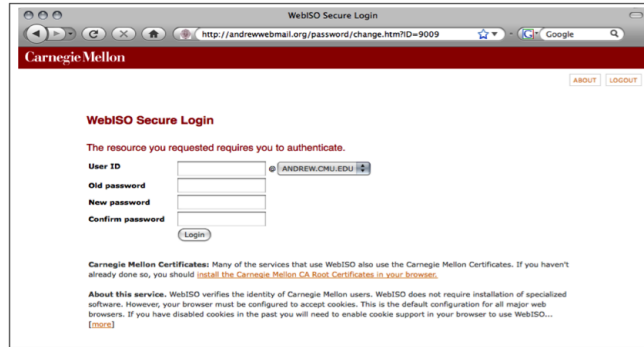 WebISO Secure Login
http://andrewwebmail.org/password/change.htm?ID=9009
Google
Carnegie Mellon
ABOUT LOGOUT
WebISO Secure Login
The resource you requested requires you to authenticate.
User ID @ ANDREW.CMU.EDU
Old password
New password
Confirm password
Login
Carnegie Mellon Certificates: Many of the services that use WebISO also use the Carnegie Mellon Certificates. If you haven't
already done so, you should install the Carnegie Mellon CA Root Certificates in your browser.
About this service. WebISO verifies the identity of Carnegie Mellon users. WebISO does not require installation of specialized
software. However, your browser must be configured to accept cookies. This is the default configuration for all major web
browsers. If you have disabled cookies in the past you will need to enable cookie support in your browser to use WebISO...
[more]